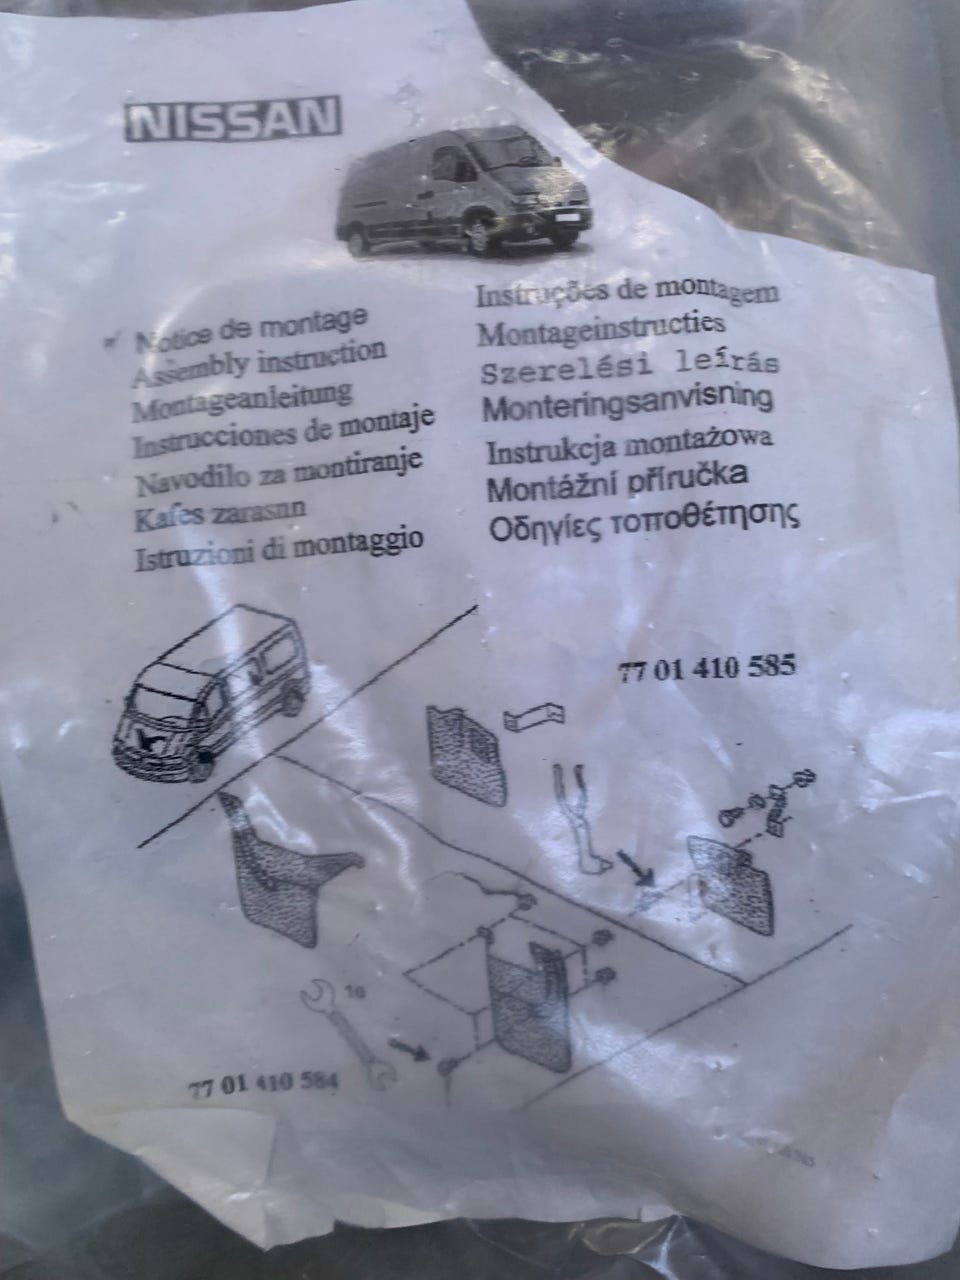 NISSAN
Notice de montage
Assembly instruction
Montageanleitung
Instrucciones de montaje
Navodilo za montiranje
Kafes zarasnn
Istruzioni di montaggio
Instruções de montagem
Montageinstructies
Szerelési leírás
Monteringsanvisning
Instrukcja montażowa
Montážní příručka
Οδηγίες τοποθέτησης
77 01 410 585
10
77 01 410 584